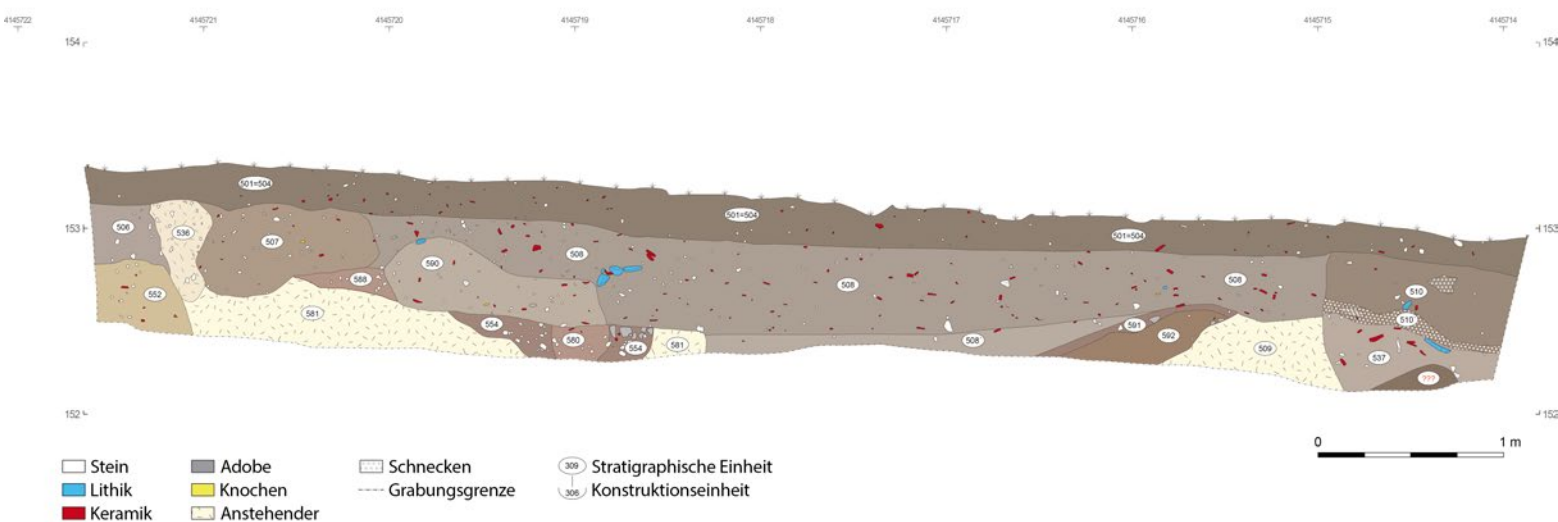 4145722 4145721 4145720 4145719 4145718 4145717 4145716 4145715 4145714
154 154
501=504
153 506 536 507 590 508 501=504 501=504 153
552 588 508 508 510
581 554 580 554 581 508 591 592 509 510
537
???
152 152
0 1 m
Stein Adobe Schnecken 309 Stratigraphische Einheit
Lithik Knochen Grabungsgrenze 306 Konstruktionseinheit
Keramik Anstehender